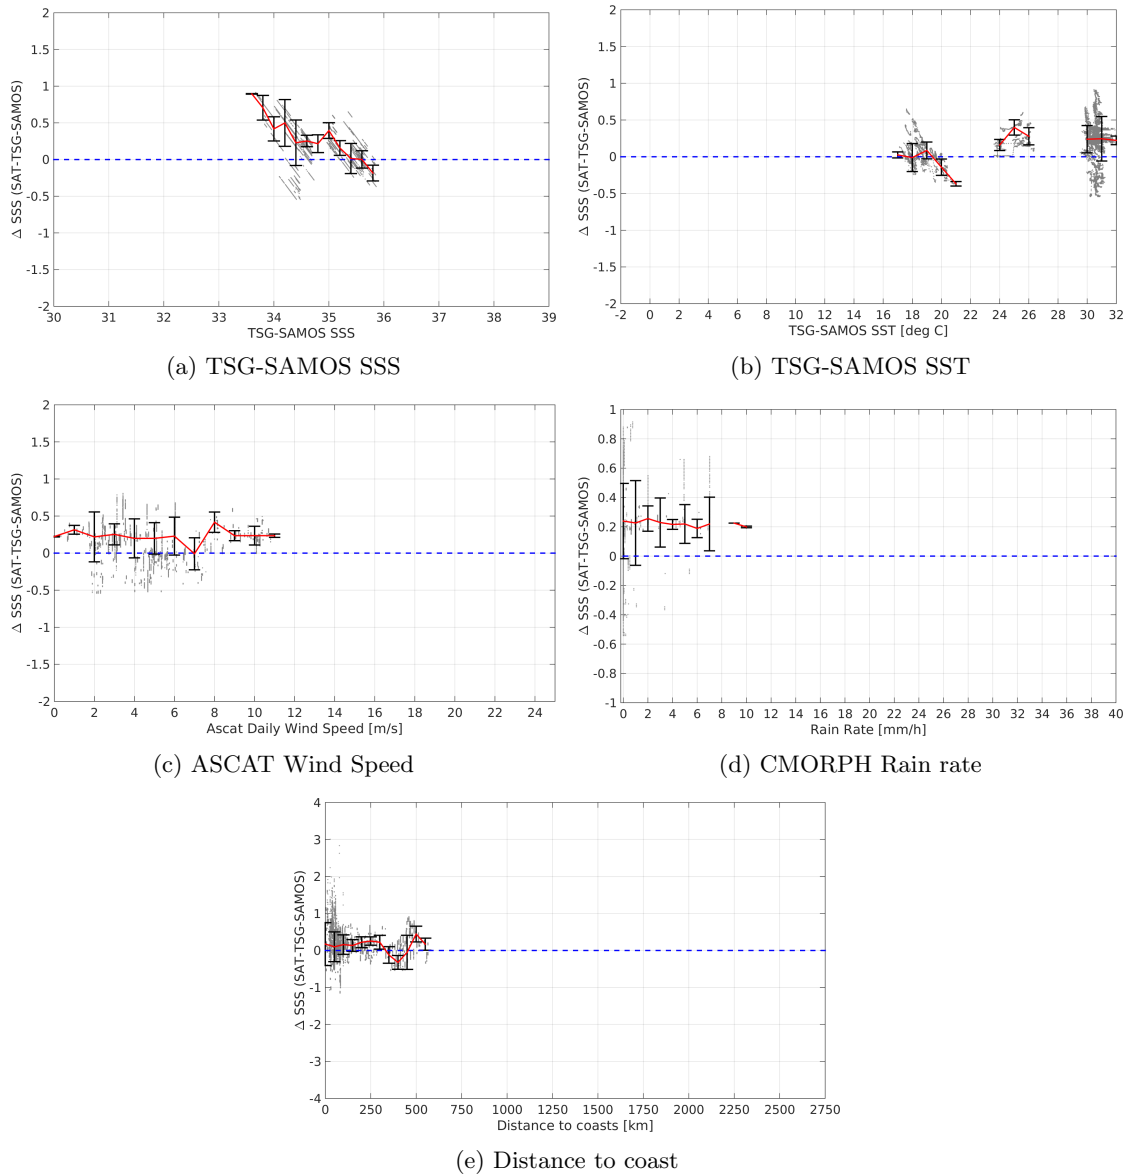 2
1.5
1
0.5
0
-0.5
-1
-1.5
-2
Δ SSS (SAT-TSG-SAMOS)
30 31 32 33 34 35 36 37 38 39
TSG-SAMOS SSS
(a) TSG-SAMOS SSS
2
1.5
1
0.5
0
-0.5
-1
-1.5
-2
Δ SSS (SAT-TSG-SAMOS)
-2 0 2 4 6 8 10 12 14 16 18 20 22 24 26 28 30 32
TSG-SAMOS SST [deg C]
(b) TSG-SAMOS SST
2
1.5
1
0.5
0
-0.5
-1
-1.5
-2
Δ SSS (SAT-TSG-SAMOS)
0 2 4 6 8 10 12 14 16 18 20 22 24
Ascat Daily Wind Speed [m/s]
(c) ASCAT Wind Speed
1
0.8
0.6
0.4
0.2
0
-0.2
-0.4
-0.6
-0.8
-1
Δ SSS (SAT-TSG-SAMOS)
0 2 4 6 8 10 12 14 16 18 20 22 24 26 28 30 32 34 36 38 40
Rain Rate [mm/h]
(d) CMORPH Rain rate
4
3
2
1
0
-1
-2
-3
-4
Δ SSS (SAT-TSG-SAMOS)
0 250 500 750 1000 1250 1500 1750 2000 2250 2500 2750
Distance to coasts [km]
(e) Distance to coast